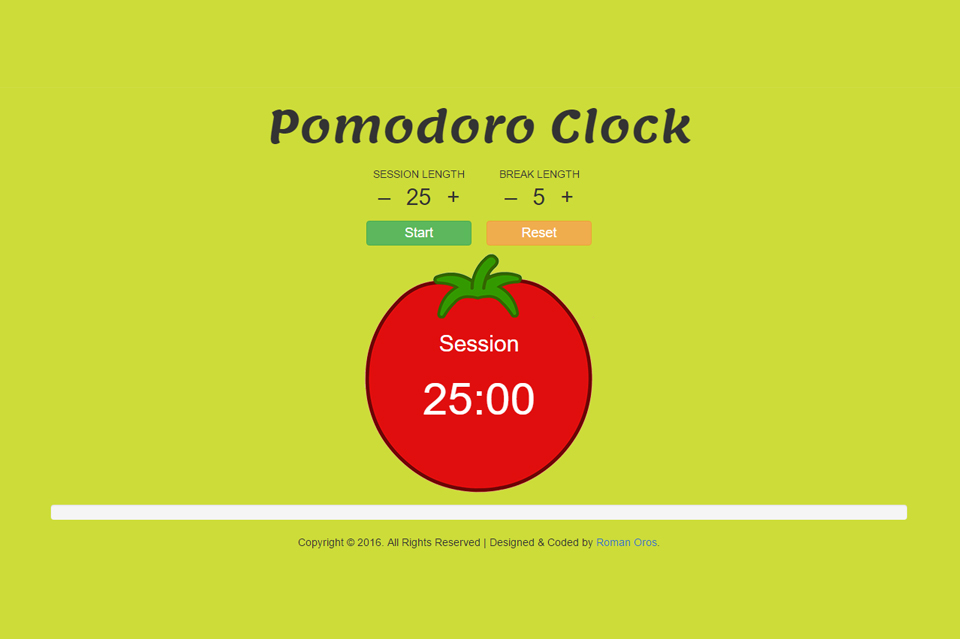 Pomodoro Clock
SESSION LENGTH BREAK LENGTH
– 25 + – 5 +
Start Reset
Session
25:00
Copyright © 2016. All Rights Reserved | Designed & Coded by Roman Oros.